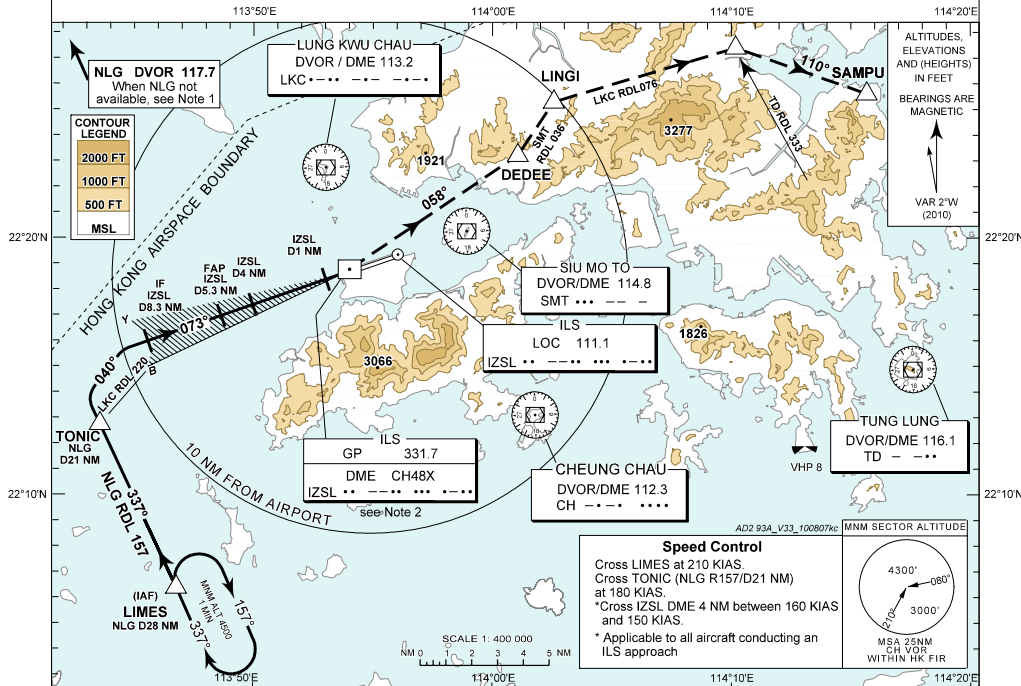 113°50'E
114°00'E
114°10'E
114°20'E
NLG DVOR 117.7
When NLG not
available, see Note 1
CONTOUR
LEGEND
2000 FT
1000 FT
500 FT
MSL
LUNG KWU CHAU
DVOR / DME 113.2
LKC •–•• –•– –•–•
HONG KONG AIRSPACE BOUNDARY
ALTITUDES,
ELEVATIONS
AND (HEIGHTS)
IN FEET
BEARINGS ARE
MAGNETIC
VAR 2°W
(2010)
LINGI
LKC RDL076
110°
SAMPU
TD RDL 333
3277
SMT
RDL 036
DEDEE
1921
058°
22°20'N
22°20'N
IZSL
D1 NM
IZSL
D4 NM
FAP
IZSL
D5.3 NM
IF
IZSL
D8.3 NM
Y
073°
B
SIU MO TO
DVOR/DME 114.8
SMT ••• –– –
ILS
LOC 111.1
IZSL •• ––•• ••• •–••
1826
3066
040°
LKC RDL 220
TONIC
NLG
D21 NM
10 NM FROM AIRPORT
ILS
GP 331.7
DME CH48X
IZSL •• ––•• ••• •–••
see Note 2
CHEUNG CHAU
DVOR/DME 112.3
CH –•–• ••••
TUNG LUNG
DVOR/DME 116.1
TD – –••
VHP 8
22°10'N
22°10'N
337°
NLG RDL 157
(IAF)
LIMES
NLG D28 NM
MNM ALT 4500
1 MIN
157°
337°
AD2 93A_V33_100807kc
Speed Control
Cross LIMES at 210 KIAS.
Cross TONIC (NLG R157/D21 NM)
at 180 KIAS.
*Cross IZSL DME 4 NM between 160 KIAS
and 150 KIAS.
* Applicable to all aircraft conducting an
ILS approach
MNM SECTOR ALTITUDE
4300'
080°
3000'
210°
MSA 25NM
CH VOR
WITHIN HK FIR
SCALE 1: 400 000
NM 0 1 2 3 4 5 NM
113°50'E
114°00'E
114°10'E
114°20'E